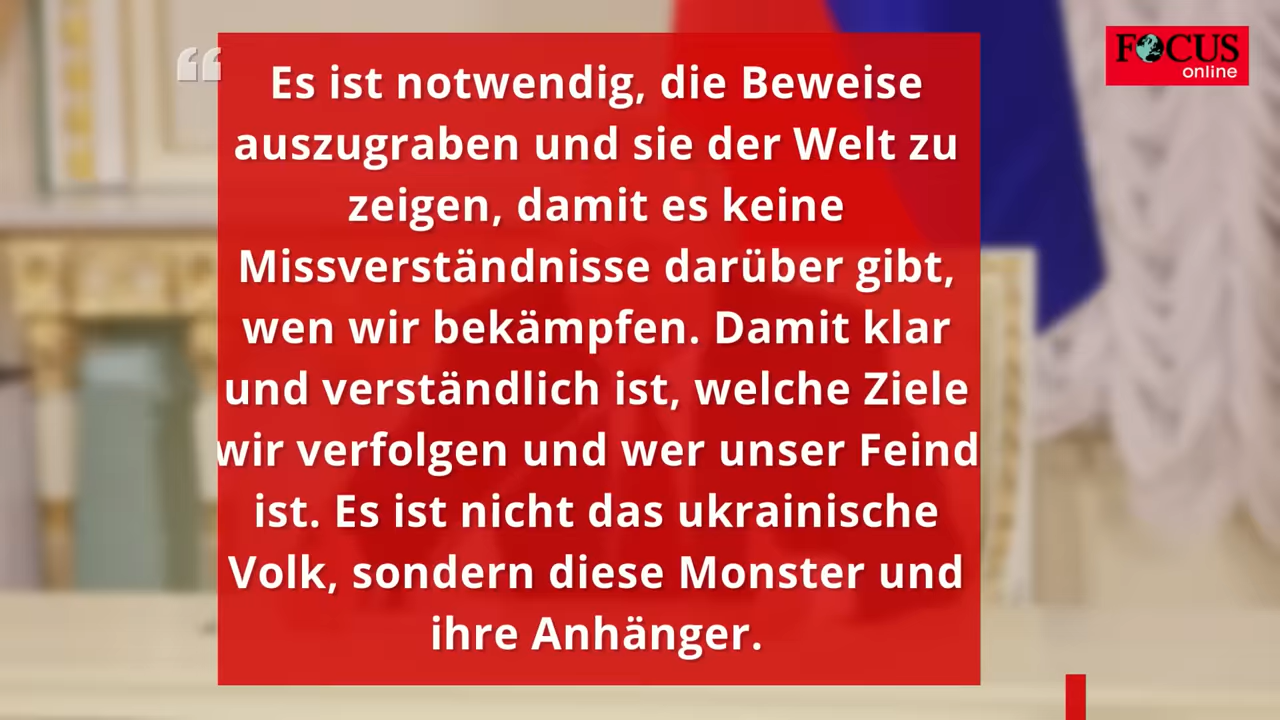 FOCUS
online
“
Es ist notwendig, die Beweise
auszugraben und sie der Welt zu
zeigen, damit es keine
Missverständnisse darüber gibt,
wen wir bekämpfen. Damit klar
und verständlich ist, welche Ziele
wir verfolgen und wer unser Feind
ist. Es ist nicht das ukrainische
Volk, sondern diese Monster und
ihre Anhänger.